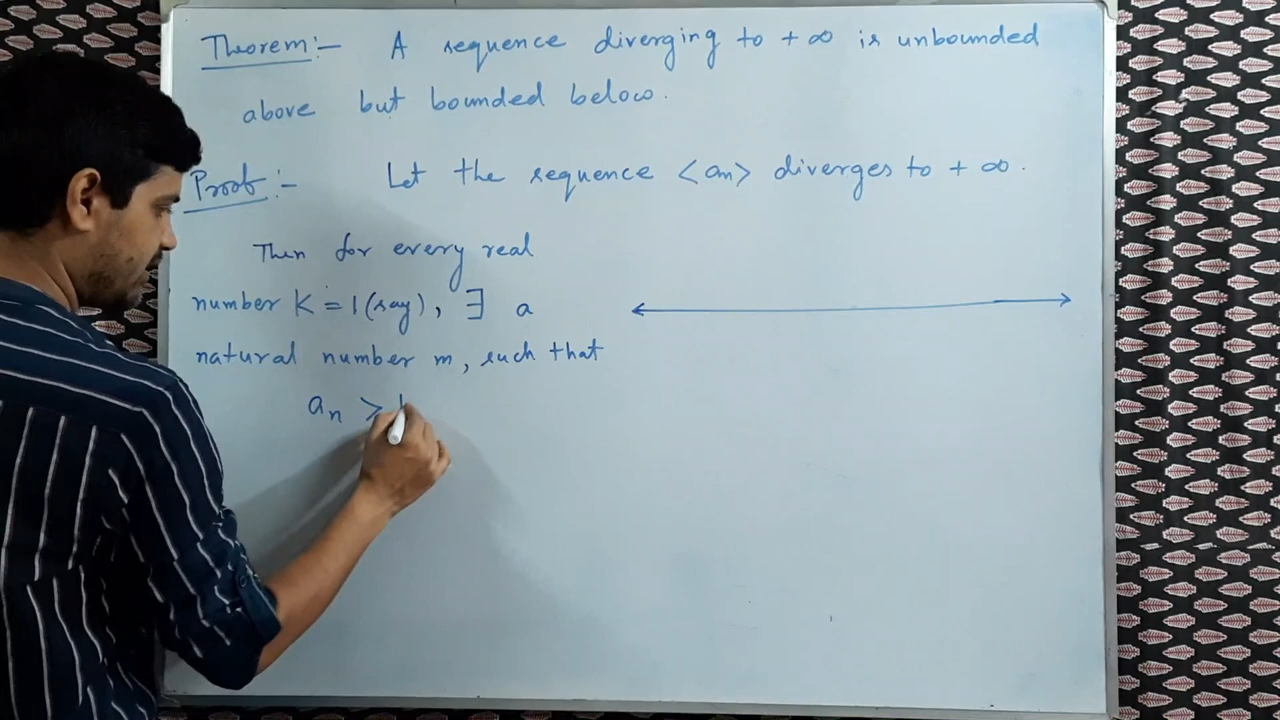 Theorem:- A sequence diverging to + ∞ is unbounded
above but bounded below.
Proof:- Let the sequence <an> diverges to + ∞.
Then for every real
number K = 1 (say), ∃ a
natural number m, such that
an >